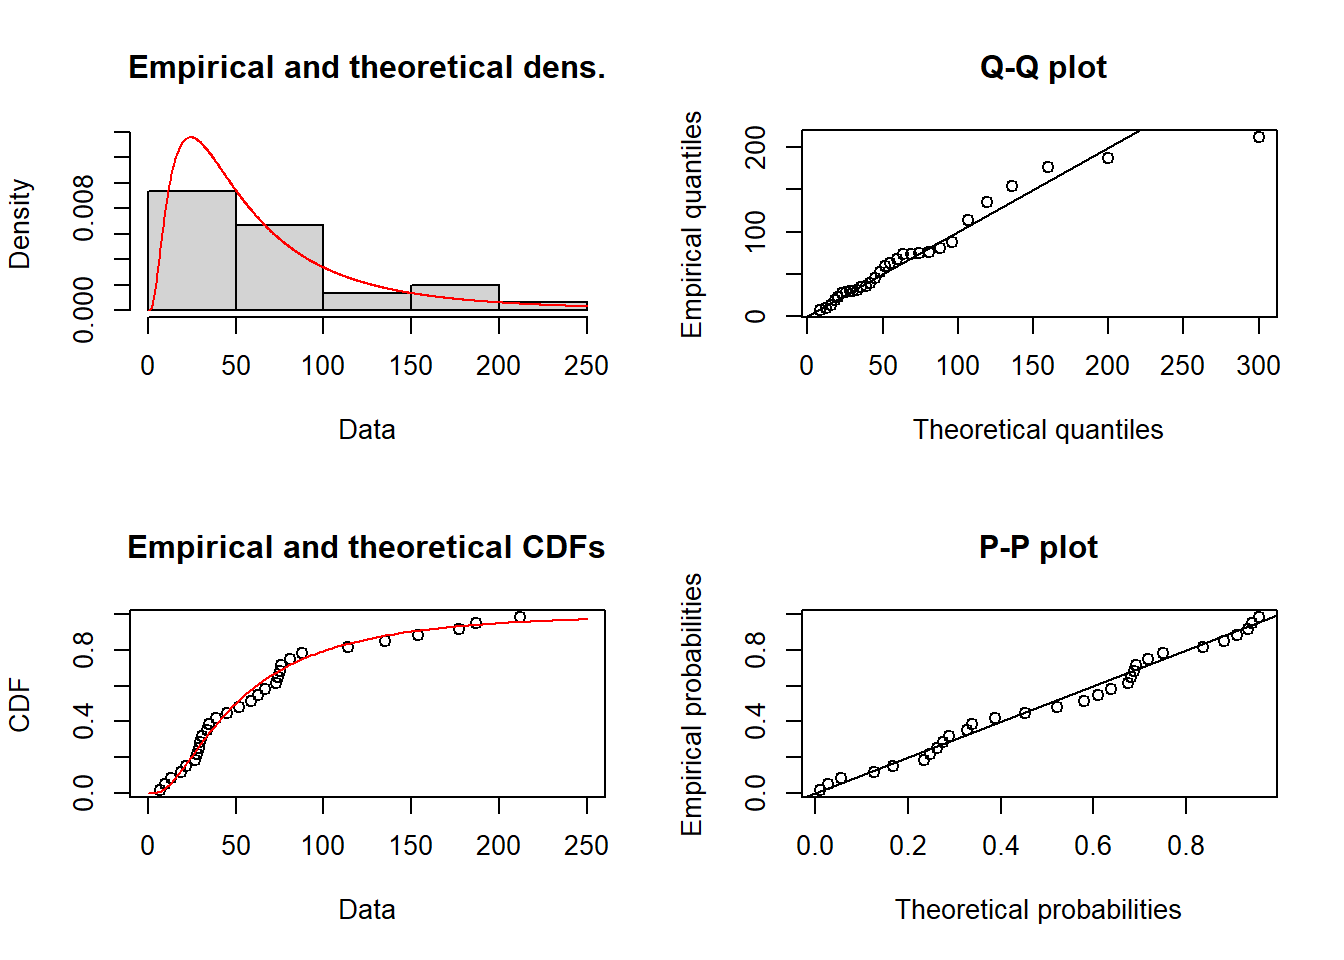 Empirical and theoretical dens.
Density
0.000 0.008
0 50 100 150 200 250
Data
Q-Q plot
Empirical quantiles
0 100 200
0 50 100 150 200 250 300
Theoretical quantiles
Empirical and theoretical CDFs
CDF
0.0 0.4 0.8
0 50 100 150 200 250
Data
P-P plot
Empirical probabilities
0.0 0.4 0.8
0.0 0.2 0.4 0.6 0.8
Theoretical probabilities